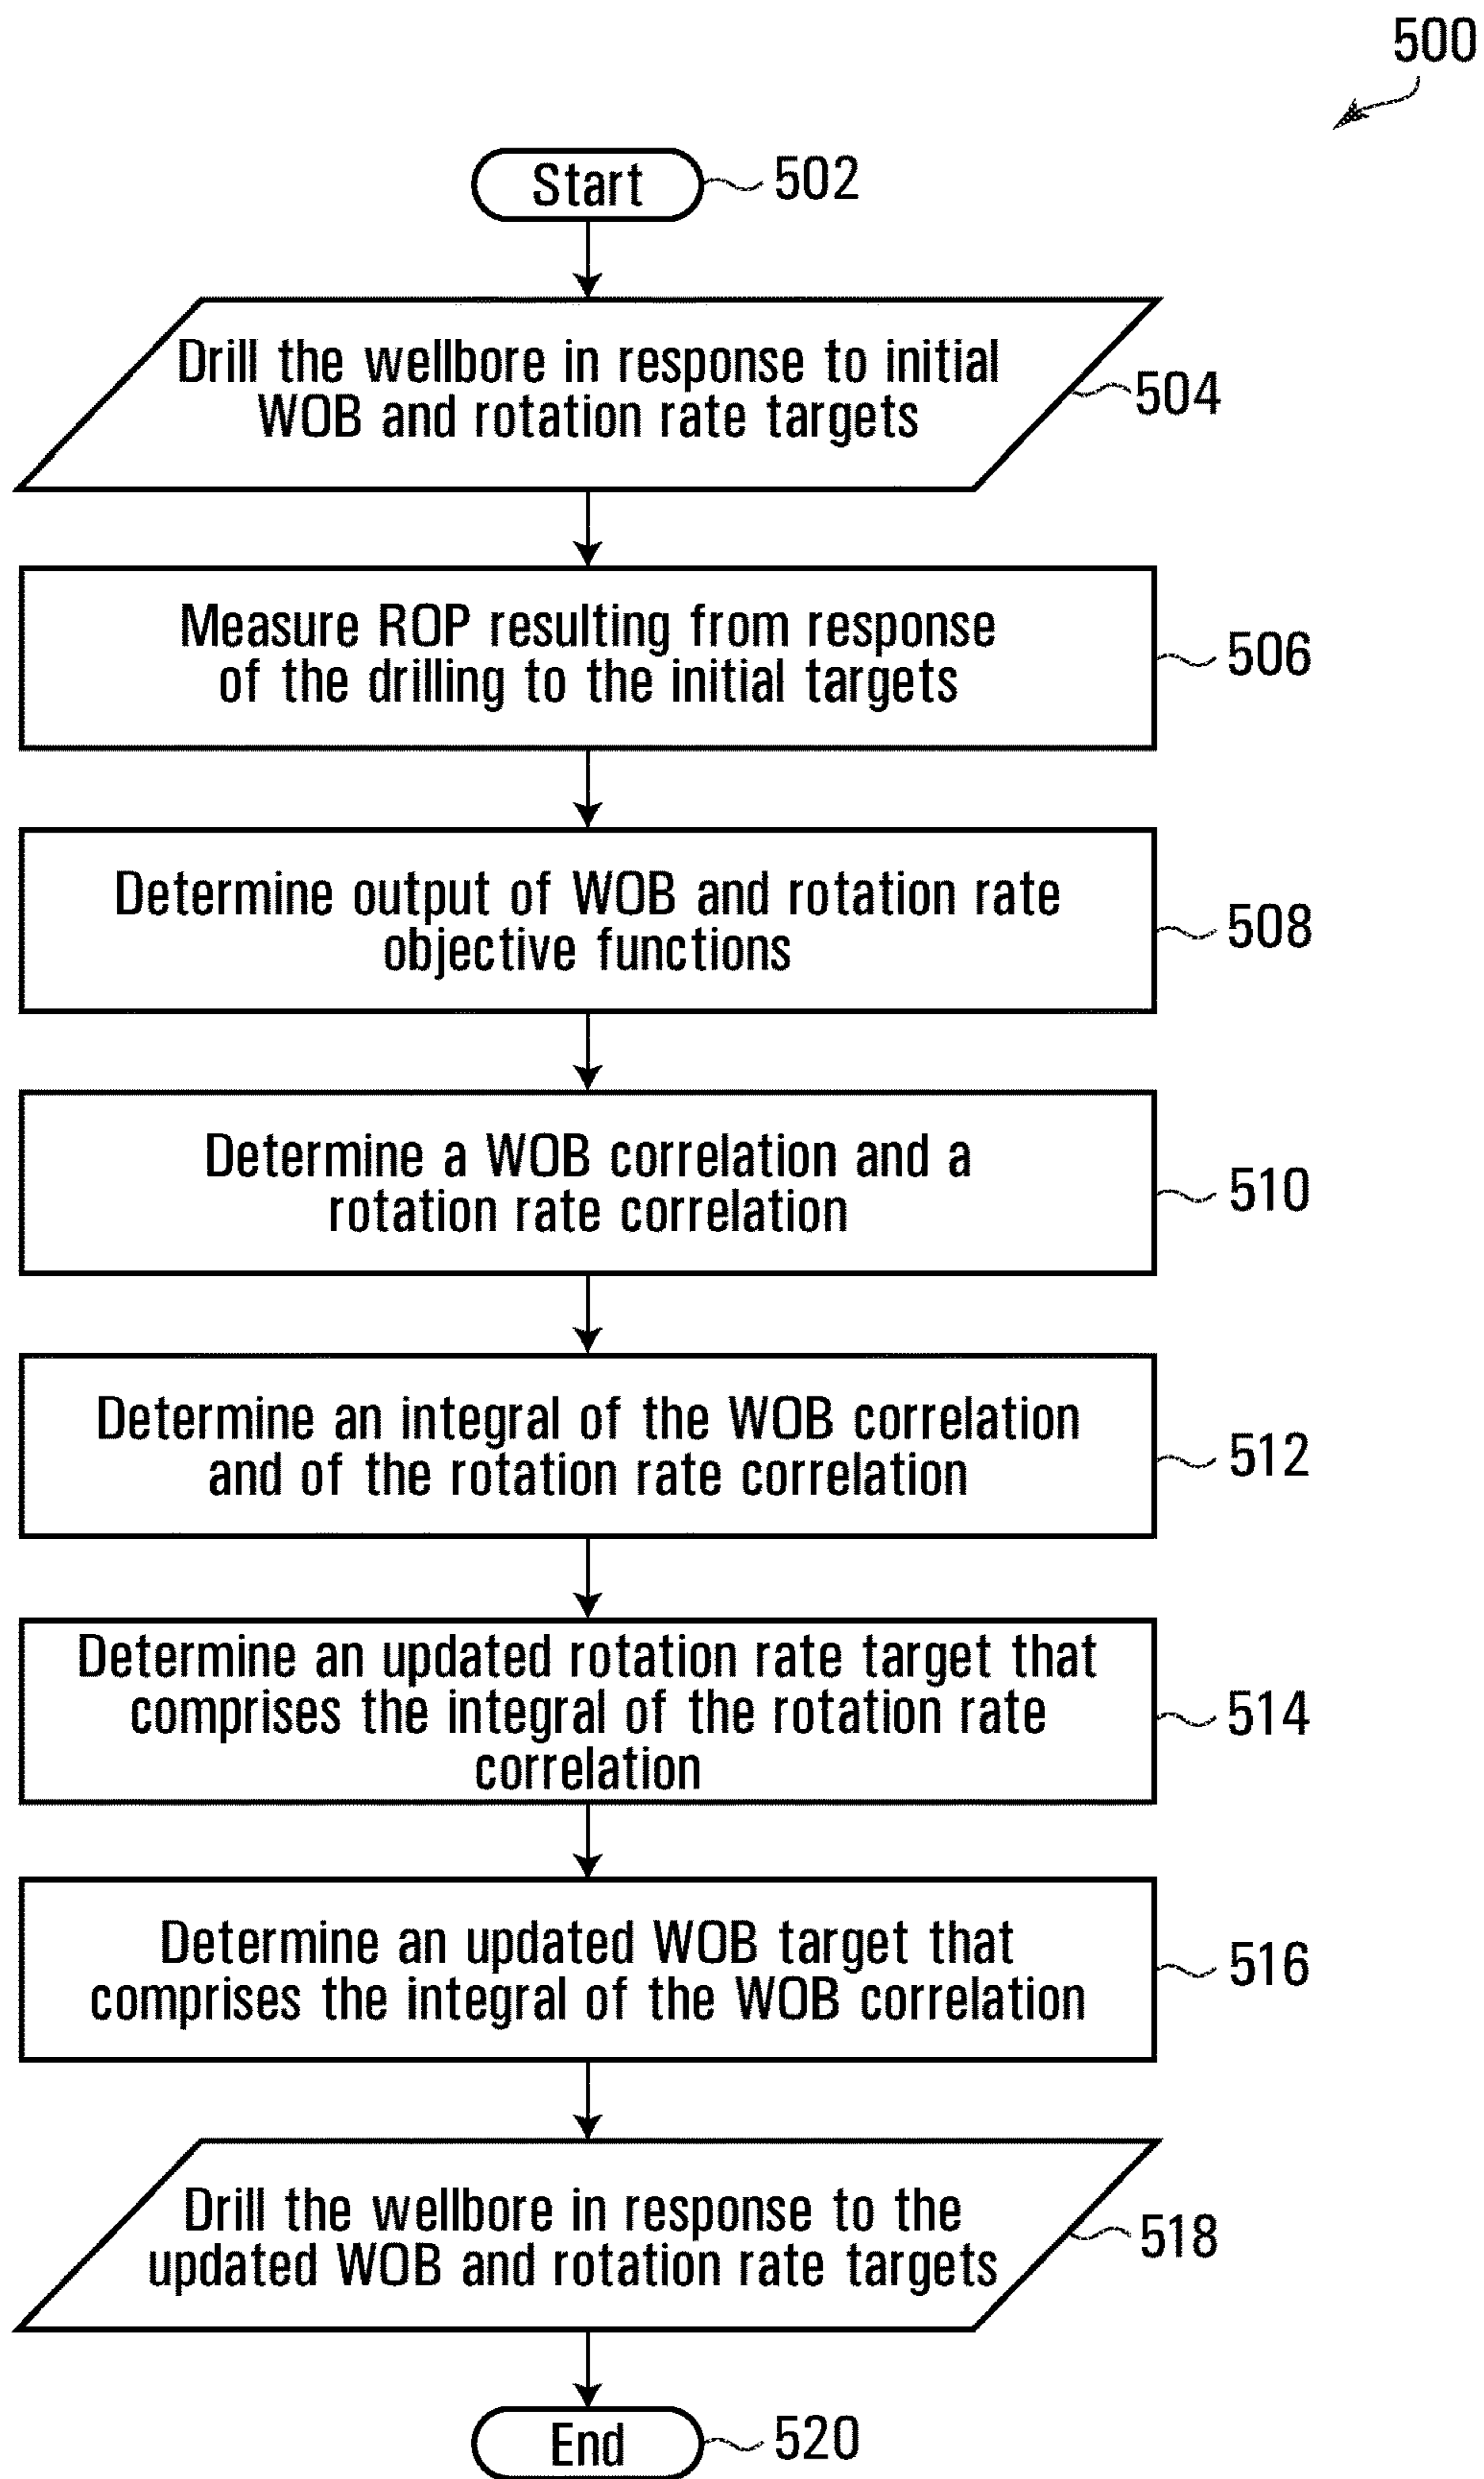 500
Start
502
Drill the wellbore in response to initial
WOB and rotation rate targets
504
Measure ROP resulting from response
of the drilling to the initial targets
506
Determine output of WOB and rotation rate
objective functions
508
Determine a WOB correlation and a
rotation rate correlation
510
Determine an integral of the WOB correlation
and of the rotation rate correlation
512
Determine an updated rotation rate target that
comprises the integral of the rotation rate
correlation
514
Determine an updated WOB target that
comprises the integral of the WOB correlation
516
Drill the wellbore in response to the
updated WOB and rotation rate targets
518
End
520